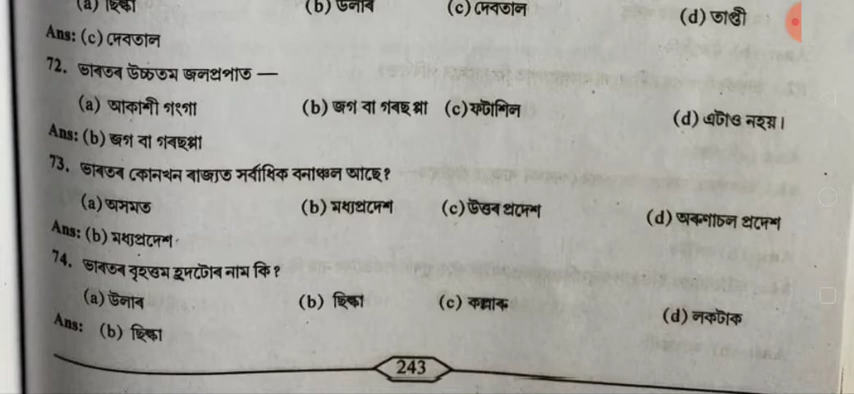 (a) ছিল্কা (b) উলাৰ (c) দেবতাল (d) তাপ্তী
Ans: (c) দেবতাল
72. ভাৰতৰ উচ্চতম জলপ্ৰপাত —
(a) আকাশী গংগা (b) জগ বা গৰছপ্পা (c) ফটাশিল (d) এটাও নহয়।
Ans: (b) জগ বা গৰছপ্পা
73. ভাৰতৰ কোনখন ৰাজ্যত সৰ্বাধিক বনাঞ্চল আছে?
(a) অসমত (b) মধ্যপ্ৰদেশ (c) উত্তৰ প্ৰদেশ (d) অৰুণাচল প্ৰদেশ
Ans: (b) মধ্যপ্ৰদেশ
74. ভাৰতৰ বৃহত্তম হ্ৰদটোৰ নাম কি?
(a) উলাৰ (b) ছিল্কা (c) (d) লকটাক
Ans: (b) ছিল্কা
243